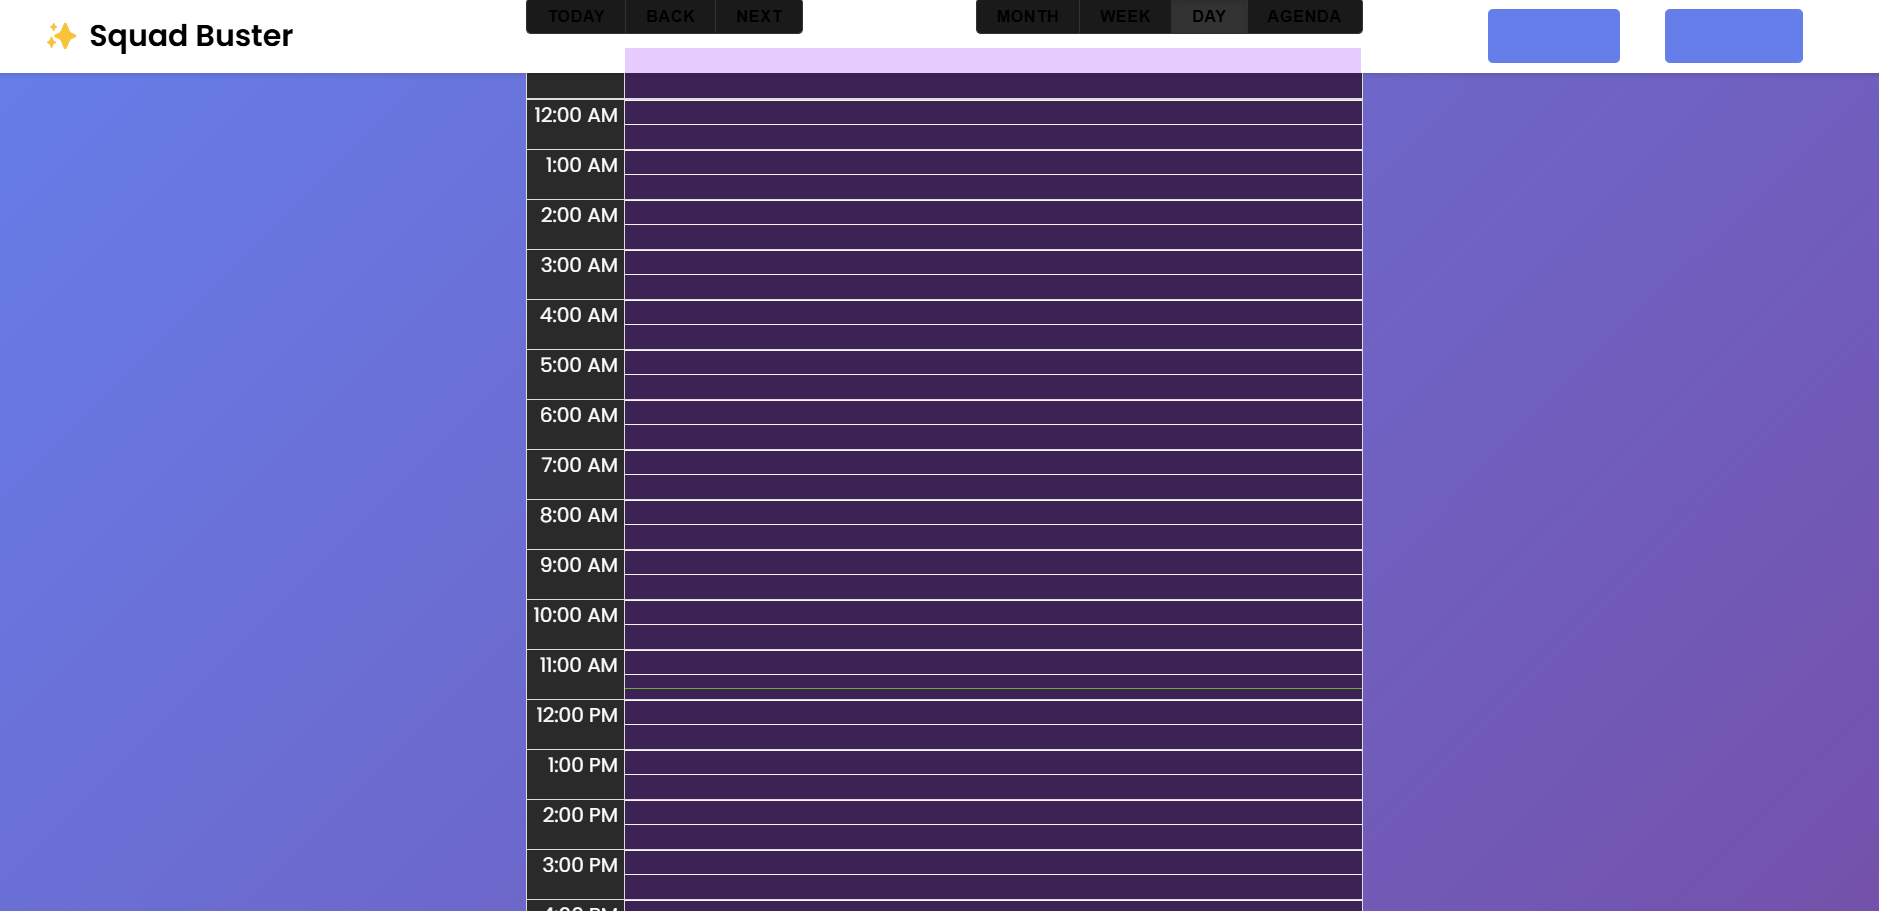 ✨ Squad Buster
TODAY BACK NEXT
MONTH WEEK DAY AGENDA
12:00 AM
1:00 AM
2:00 AM
3:00 AM
4:00 AM
5:00 AM
6:00 AM
7:00 AM
8:00 AM
9:00 AM
10:00 AM
11:00 AM
12:00 PM
1:00 PM
2:00 PM
3:00 PM
4:00 PM